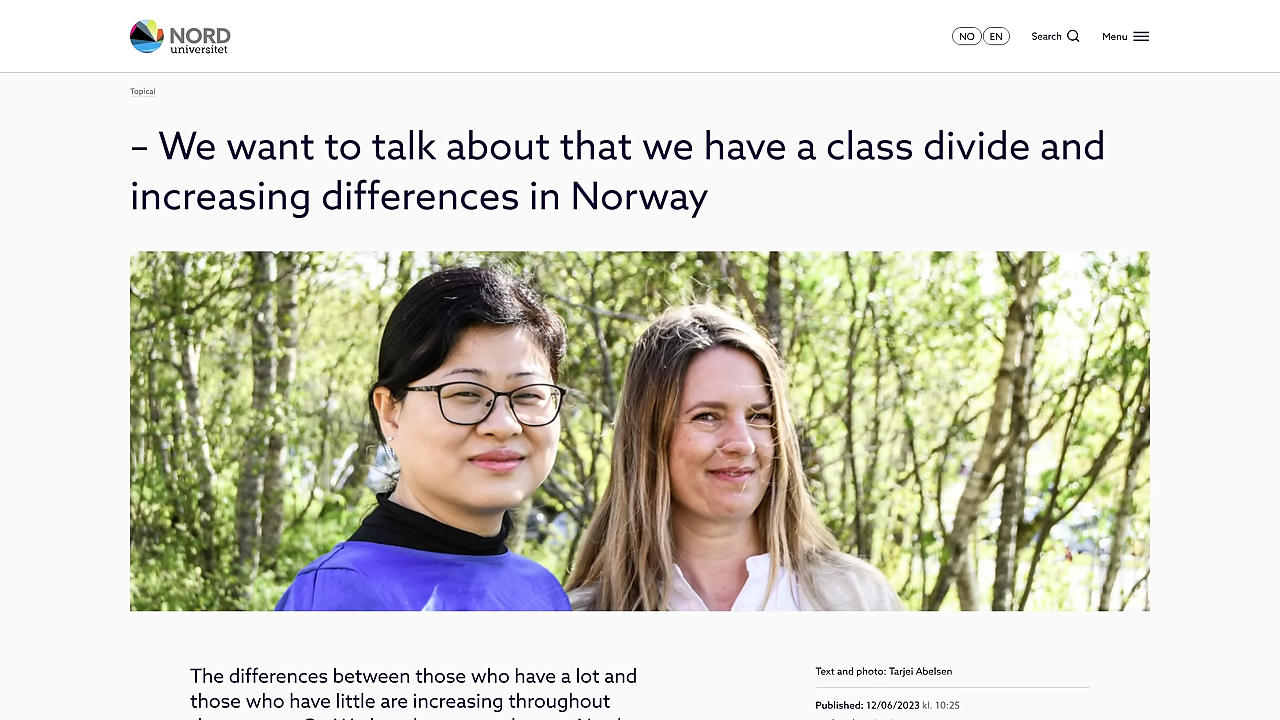 NORD
universitet
NO EN Search Menu
Topical
– We want to talk about that we have a class divide and
increasing differences in Norway
The differences between those who have a lot and
those who have little are increasing throughout
Text and photo: Tarjei Abelsen
Published: 12/06/2023 kl. 10:25